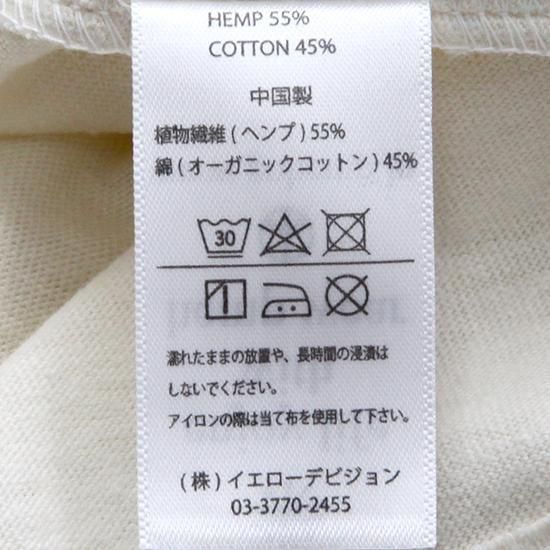 HEMP 55%
COTTON 45%
中国製
植物繊維(ヘンプ)55%
綿(オーガニックコットン)45%
30
濡れたままの放置や、長時間の浸漬は
しないでください。
アイロンの際は当て布を使用して下さい。
(株)イエローデビジョン
03-3770-2455